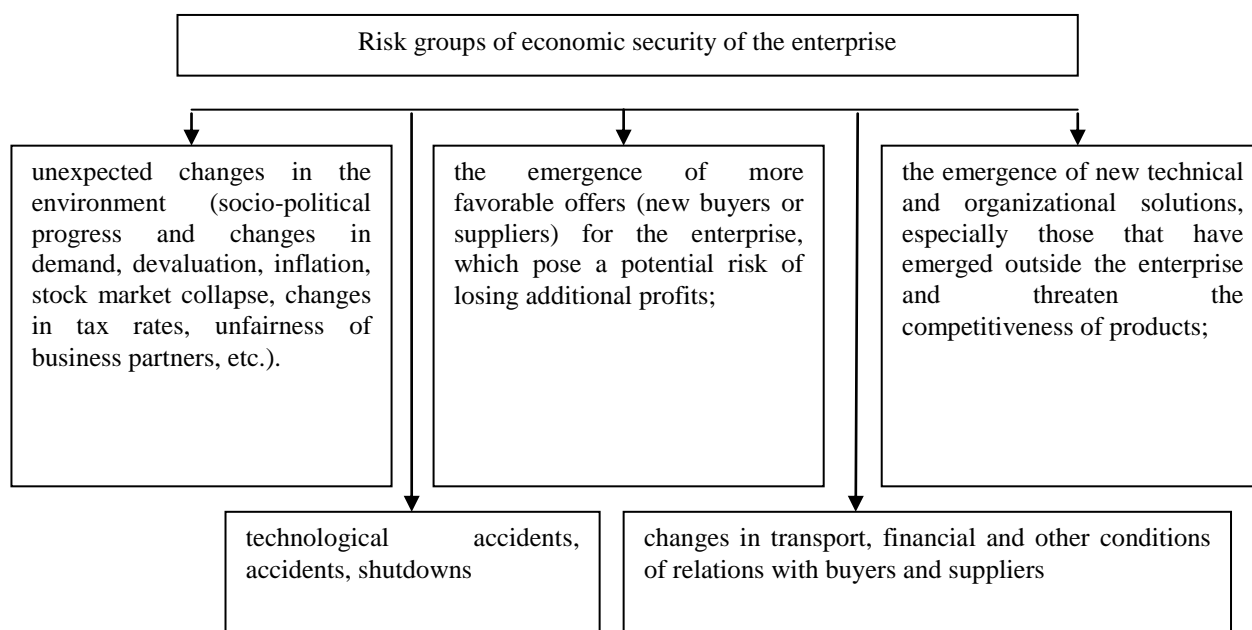 Risk groups of economic security of the enterprise
unexpected changes in the
environment (socio-political
progress and changes in
demand, devaluation, inflation,
stock market collapse, changes
in tax rates, unfairness of
business partners, etc.).
the emergence of more
favorable offers (new buyers or
suppliers) for the enterprise,
which pose a potential risk of
losing additional profits;
the emergence of new technical
and organizational solutions,
especially those that have
emerged outside the enterprise
and threaten the
competitiveness of products;
technological accidents,
accidents, shutdowns
changes in transport, financial and other conditions
of relations with buyers and suppliers